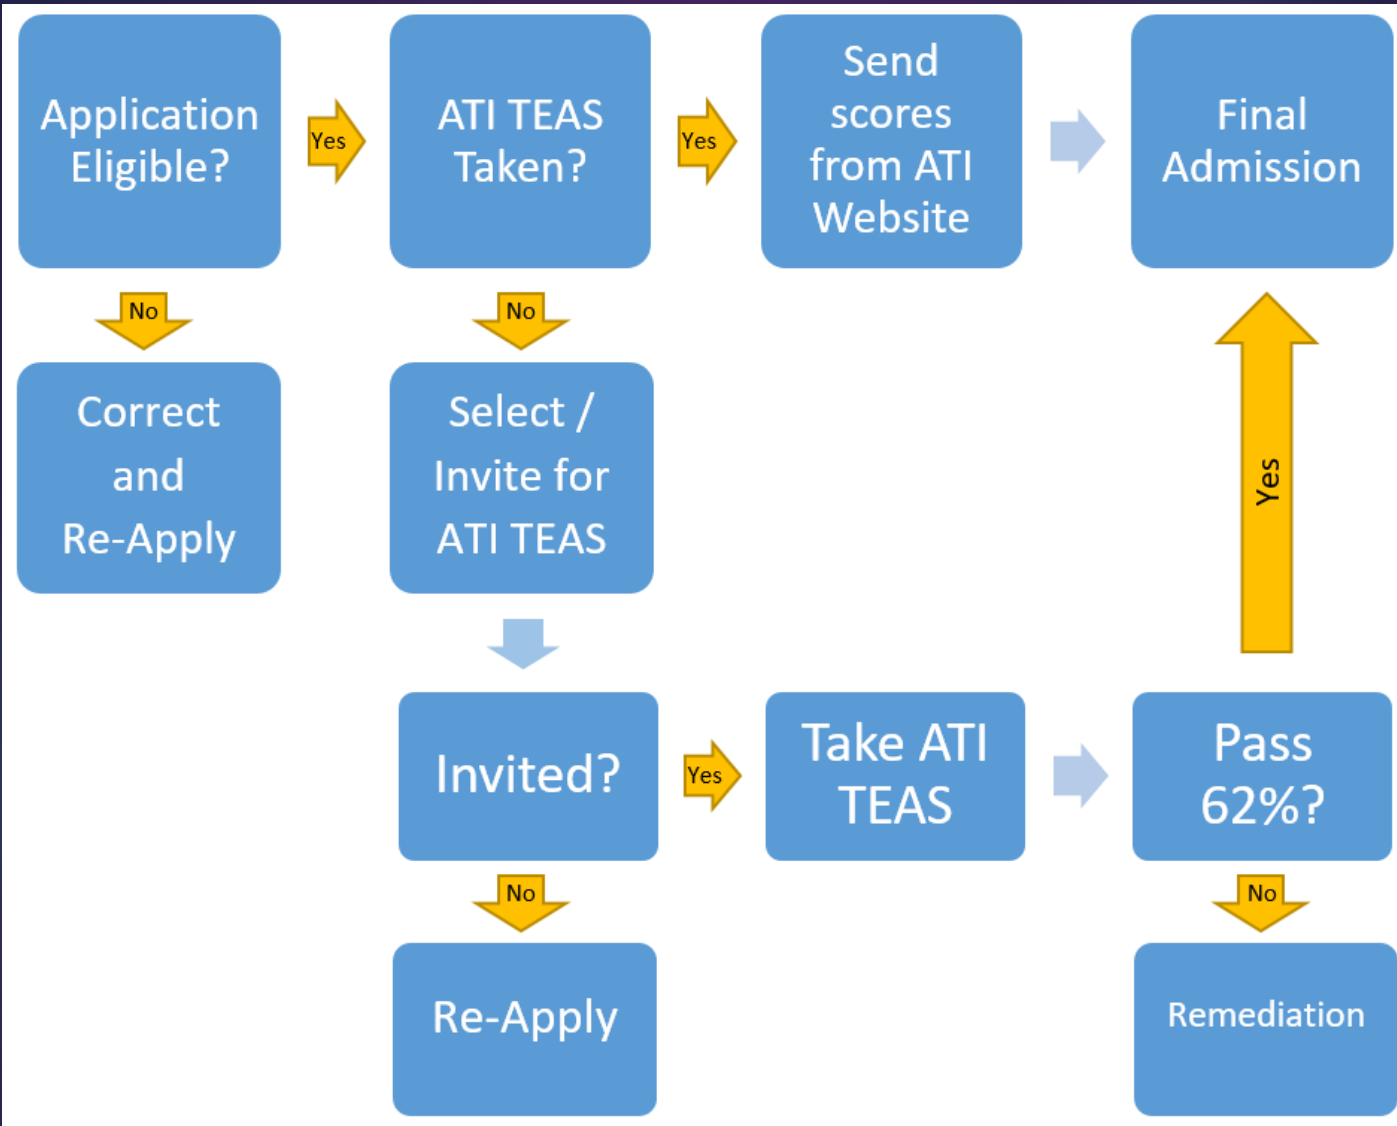 Application
Eligible?
Yes
ATI TEAS
Taken?
Yes
Send
scores
from ATI
Website
Final
Admission
No
No
Correct
and
Re-Apply
Select /
Invite for
ATI TEAS
Yes
Invited?
Yes
Take ATI
TEAS
Pass
62%?
No
No
Re-Apply
Remediation